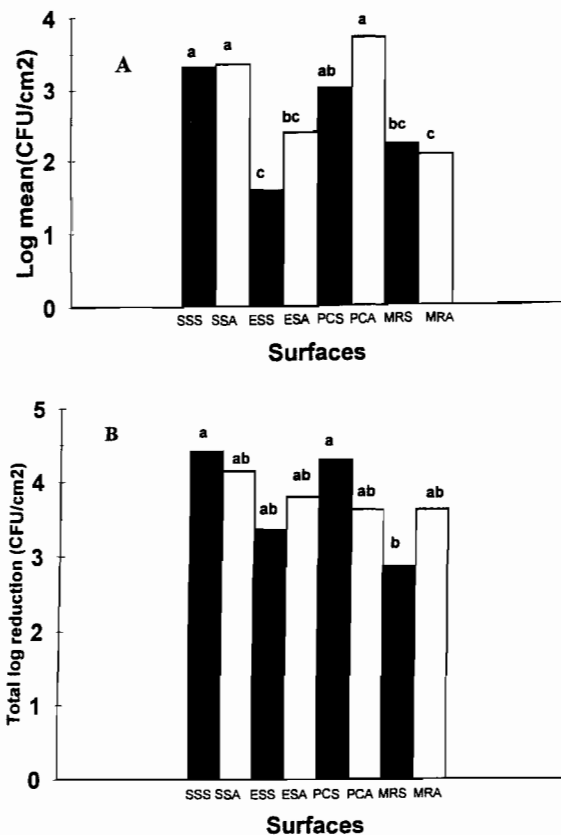 A
Log mean(CFU/cm2)
4
3
2
1
0
a a c bc ab a bc c
SSS SSA ESS ESA PCS PCA MRS MRA
Surfaces
B
Total log reduction (CFU/cm2)
5
4
3
2
1
0
a ab ab ab a ab b ab
SSS SSA ESS ESA PCS PCA MRS MRA
Surfaces